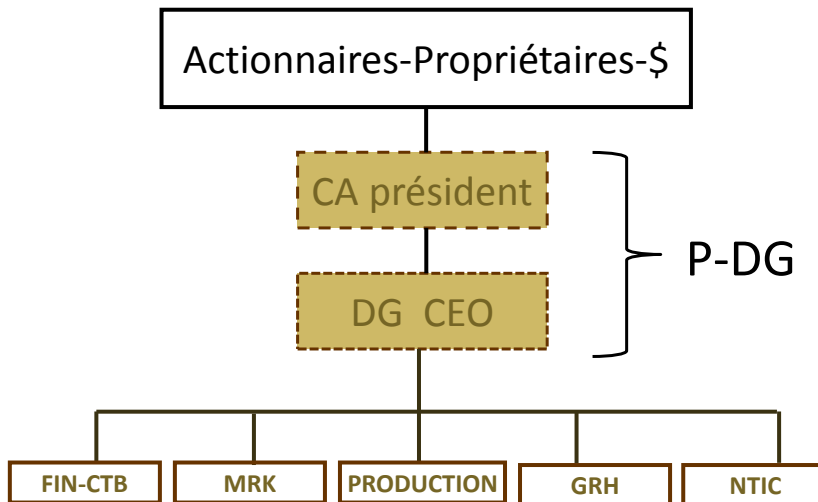 Actionnaires-Propriétaires-$
CA président
P-DG
DG CEO
FIN-CTB
MRK
PRODUCTION
GRH
NTIC